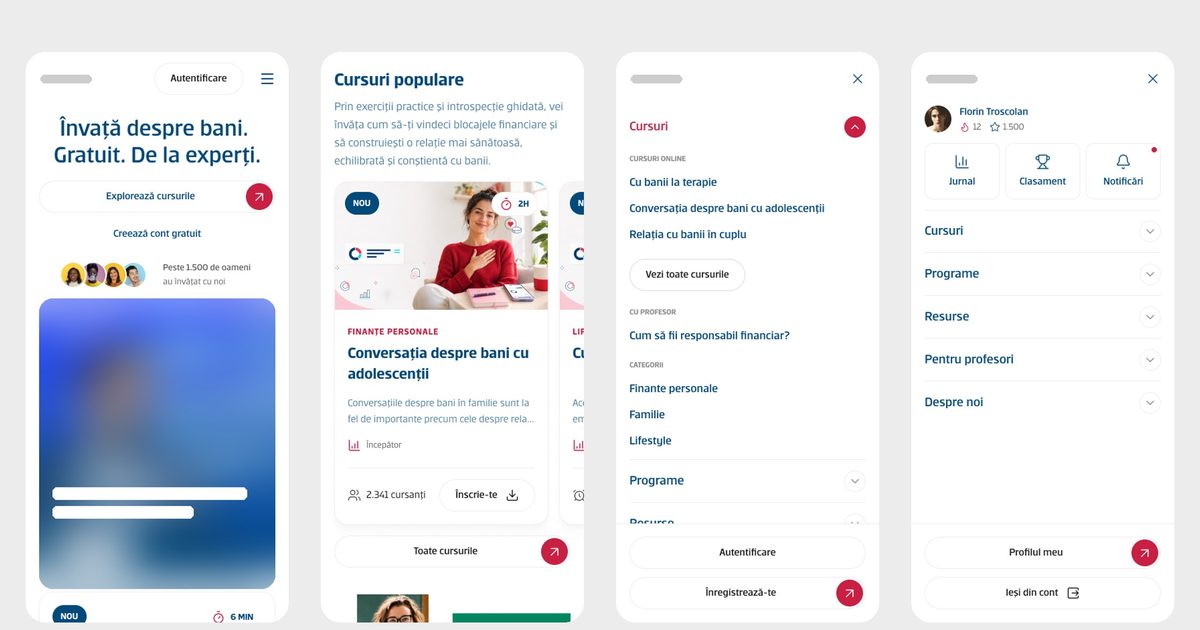 Autentificare
Învață despre bani.
Gratuit. De la experți.
Explorează cursurile
Creează cont gratuit
Peste 1.500 de oameni
au învățat cu noi
NOU
6 MIN
Cursuri populare
Prin exerciții practice și introspecție ghidată, vei
învăța cum să-ți vindeci blocajele financiare și
să construiești o relație mai sănătoasă,
echilibrată și conștientă cu banii.
NOU
2H
FINANȚE PERSONALE
Conversația despre bani cu
adolescenții
Conversațiile despre bani în familie sunt la
fel de importante precum cele despre rela...
Începător
2.341 cursanți
Înscrie-te
Toate cursurile
Cursuri
CURSURI ONLINE
Cu banii la terapie
Conversația despre bani cu adolescenții
Relația cu banii în cuplu
Vezi toate cursurile
CU PROFESOR
Cum să fii responsabil financiar?
CATEGORII
Finanțe personale
Familie
Lifestyle
Programe
Resurse
Autentificare
Înregistrează-te
Florin Troscolan
12
1.500
Jurnal
Clasament
Notificări
Cursuri
Programe
Resurse
Pentru profesori
Despre noi
Profilul meu
Ieși din cont